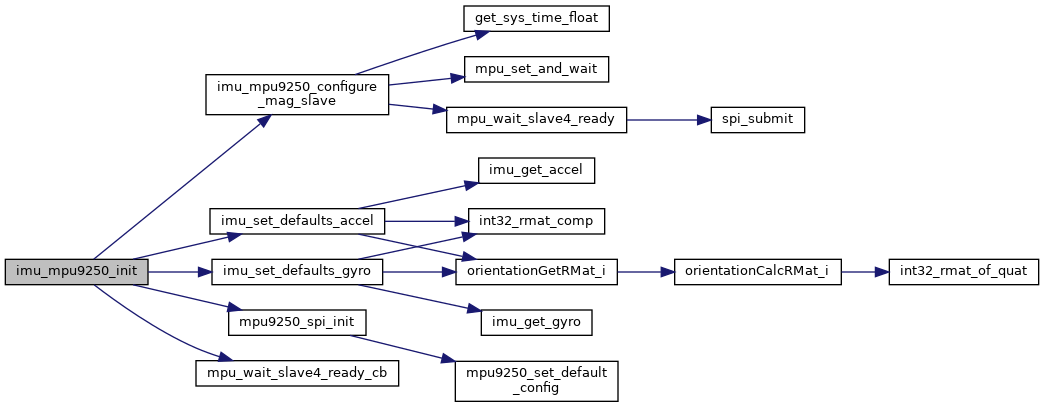 get_sys_time_float
mpu_set_and_wait
imu_mpu9250_configure
_mag_slave
mpu_wait_slave4_ready
spi_submit
imu_get_accel
imu_set_defaults_accel
int32_rmat_comp
imu_mpu9250_init
imu_set_defaults_gyro
orientationGetRMat_i
orientationCalcRMat_i
int32_rmat_of_quat
mpu9250_spi_init
imu_get_gyro
mpu_wait_slave4_ready_cb
mpu9250_set_default
_config